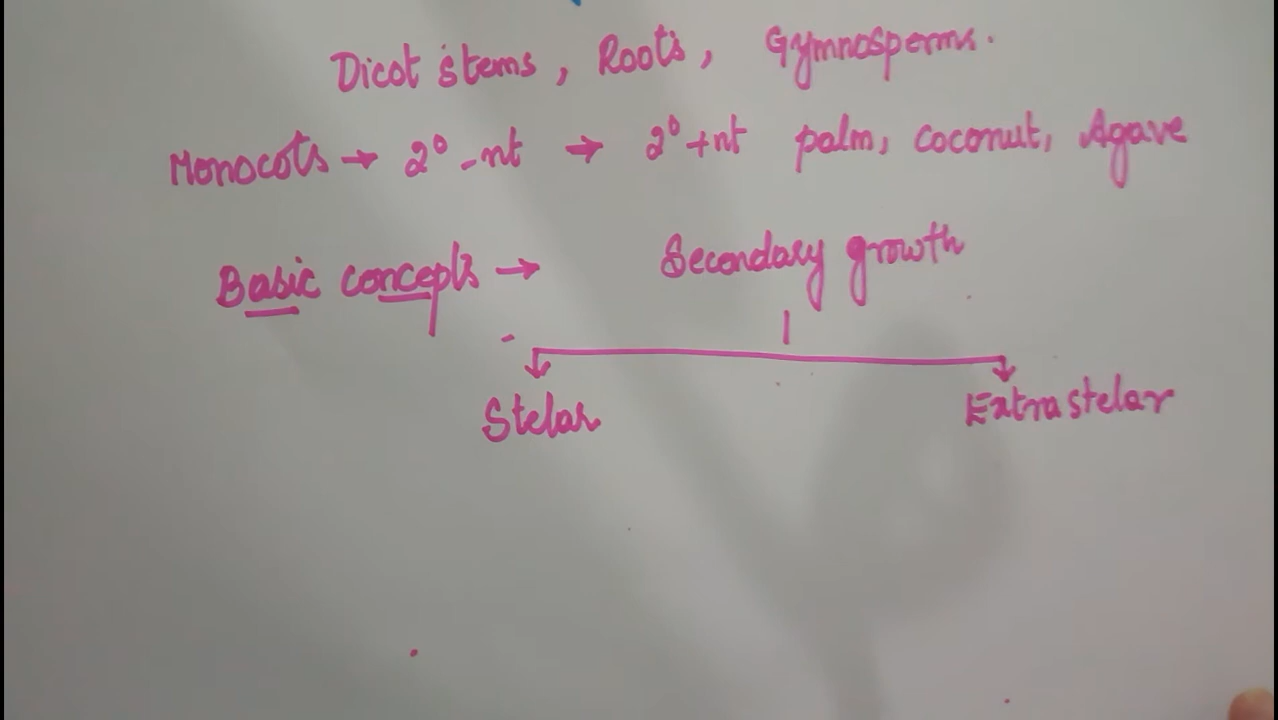 Dicot stems, Roots, Gymnosperms.
Monocots → 2° -nt → 2° +nt palm, coconut, Agave
Basic concepts → Secondary growth
Stelar Extrastelar